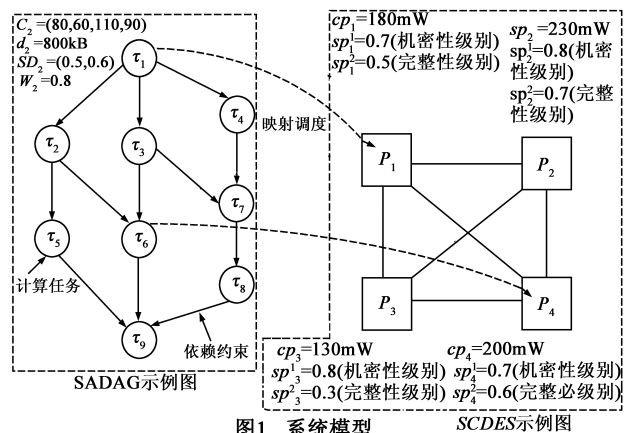 C₂=(80,60,110,90)
d₂=800kB
SD₂=(0.5,0.6)
W₂=0.8
τ₁
τ₂
τ₃
τ₄
τ₅
τ₆
τ₇
τ₈
τ₉
计算任务
依赖约束
SADAG示例图
映射调度
cp₁=180mW
sp₁¹=0.7(机密性级别)
sp₁²=0.5(完整性级别)
sp₂=230mW
sp₂¹=0.8(机密
性级别)
sp₂²=0.7(完整
性级别)
P₁
P₂
P₃
P₄
cp₃=130mW
sp₃¹=0.8(机密性级别)
sp₃²=0.3(完整性级别)
cp₄=200mW
sp₄¹=0.7(机密性级别)
sp₄²=0.6(完整必级别)
SCDES示例图
图1 系统模型